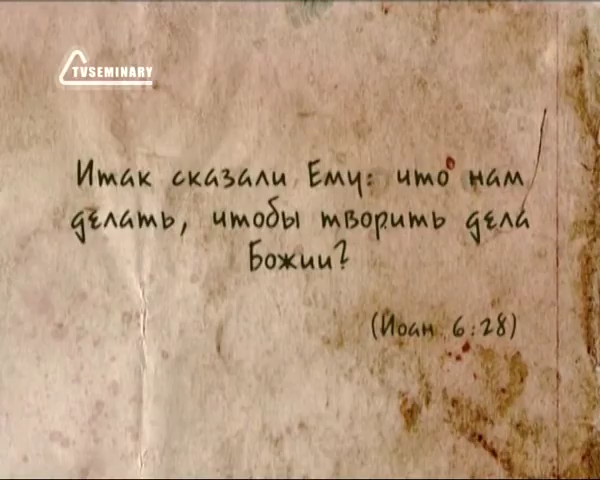 TVSEMINARY
Итак сказали Ему: что нам
делать, чтобы творить дела
Божии?
(Иоан. 6:28)